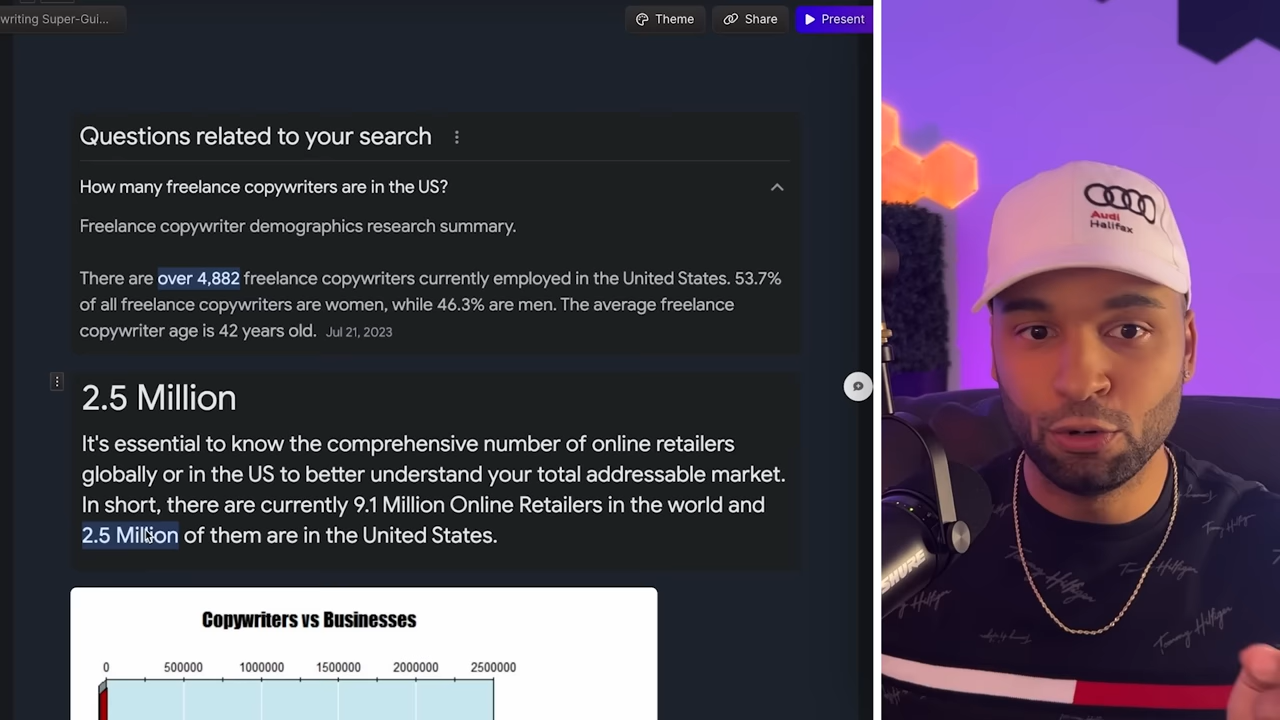 writing Super-Gui...
Theme
Share
Present
Questions related to your search
How many freelance copywriters are in the US?
Freelance copywriter demographics research summary.
There are over 4,882 freelance copywriters currently employed in the United States. 53.7%
of all freelance copywriters are women, while 46.3% are men. The average freelance
copywriter age is 42 years old. Jul 21, 2023
2.5 Million
It's essential to know the comprehensive number of online retailers
globally or in the US to better understand your total addressable market.
In short, there are currently 9.1 Million Online Retailers in the world and
2.5 Million of them are in the United States.
Copywriters vs Businesses
0 500000 1000000 1500000 2000000 2500000
Audi
Halifax
SHURE
Tommy Hilfiger
Tommy Hilfiger